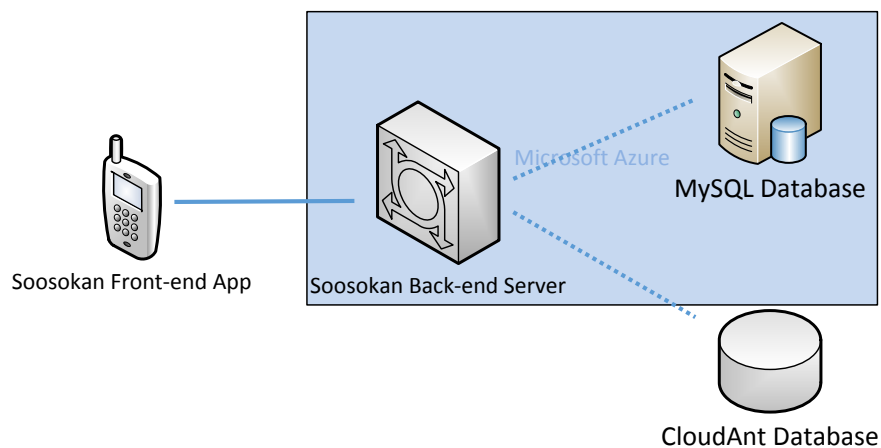 Microsoft Azure
MySQL Database
Soosokan Front-end App
Soosokan Back-end Server
CloudAnt Database